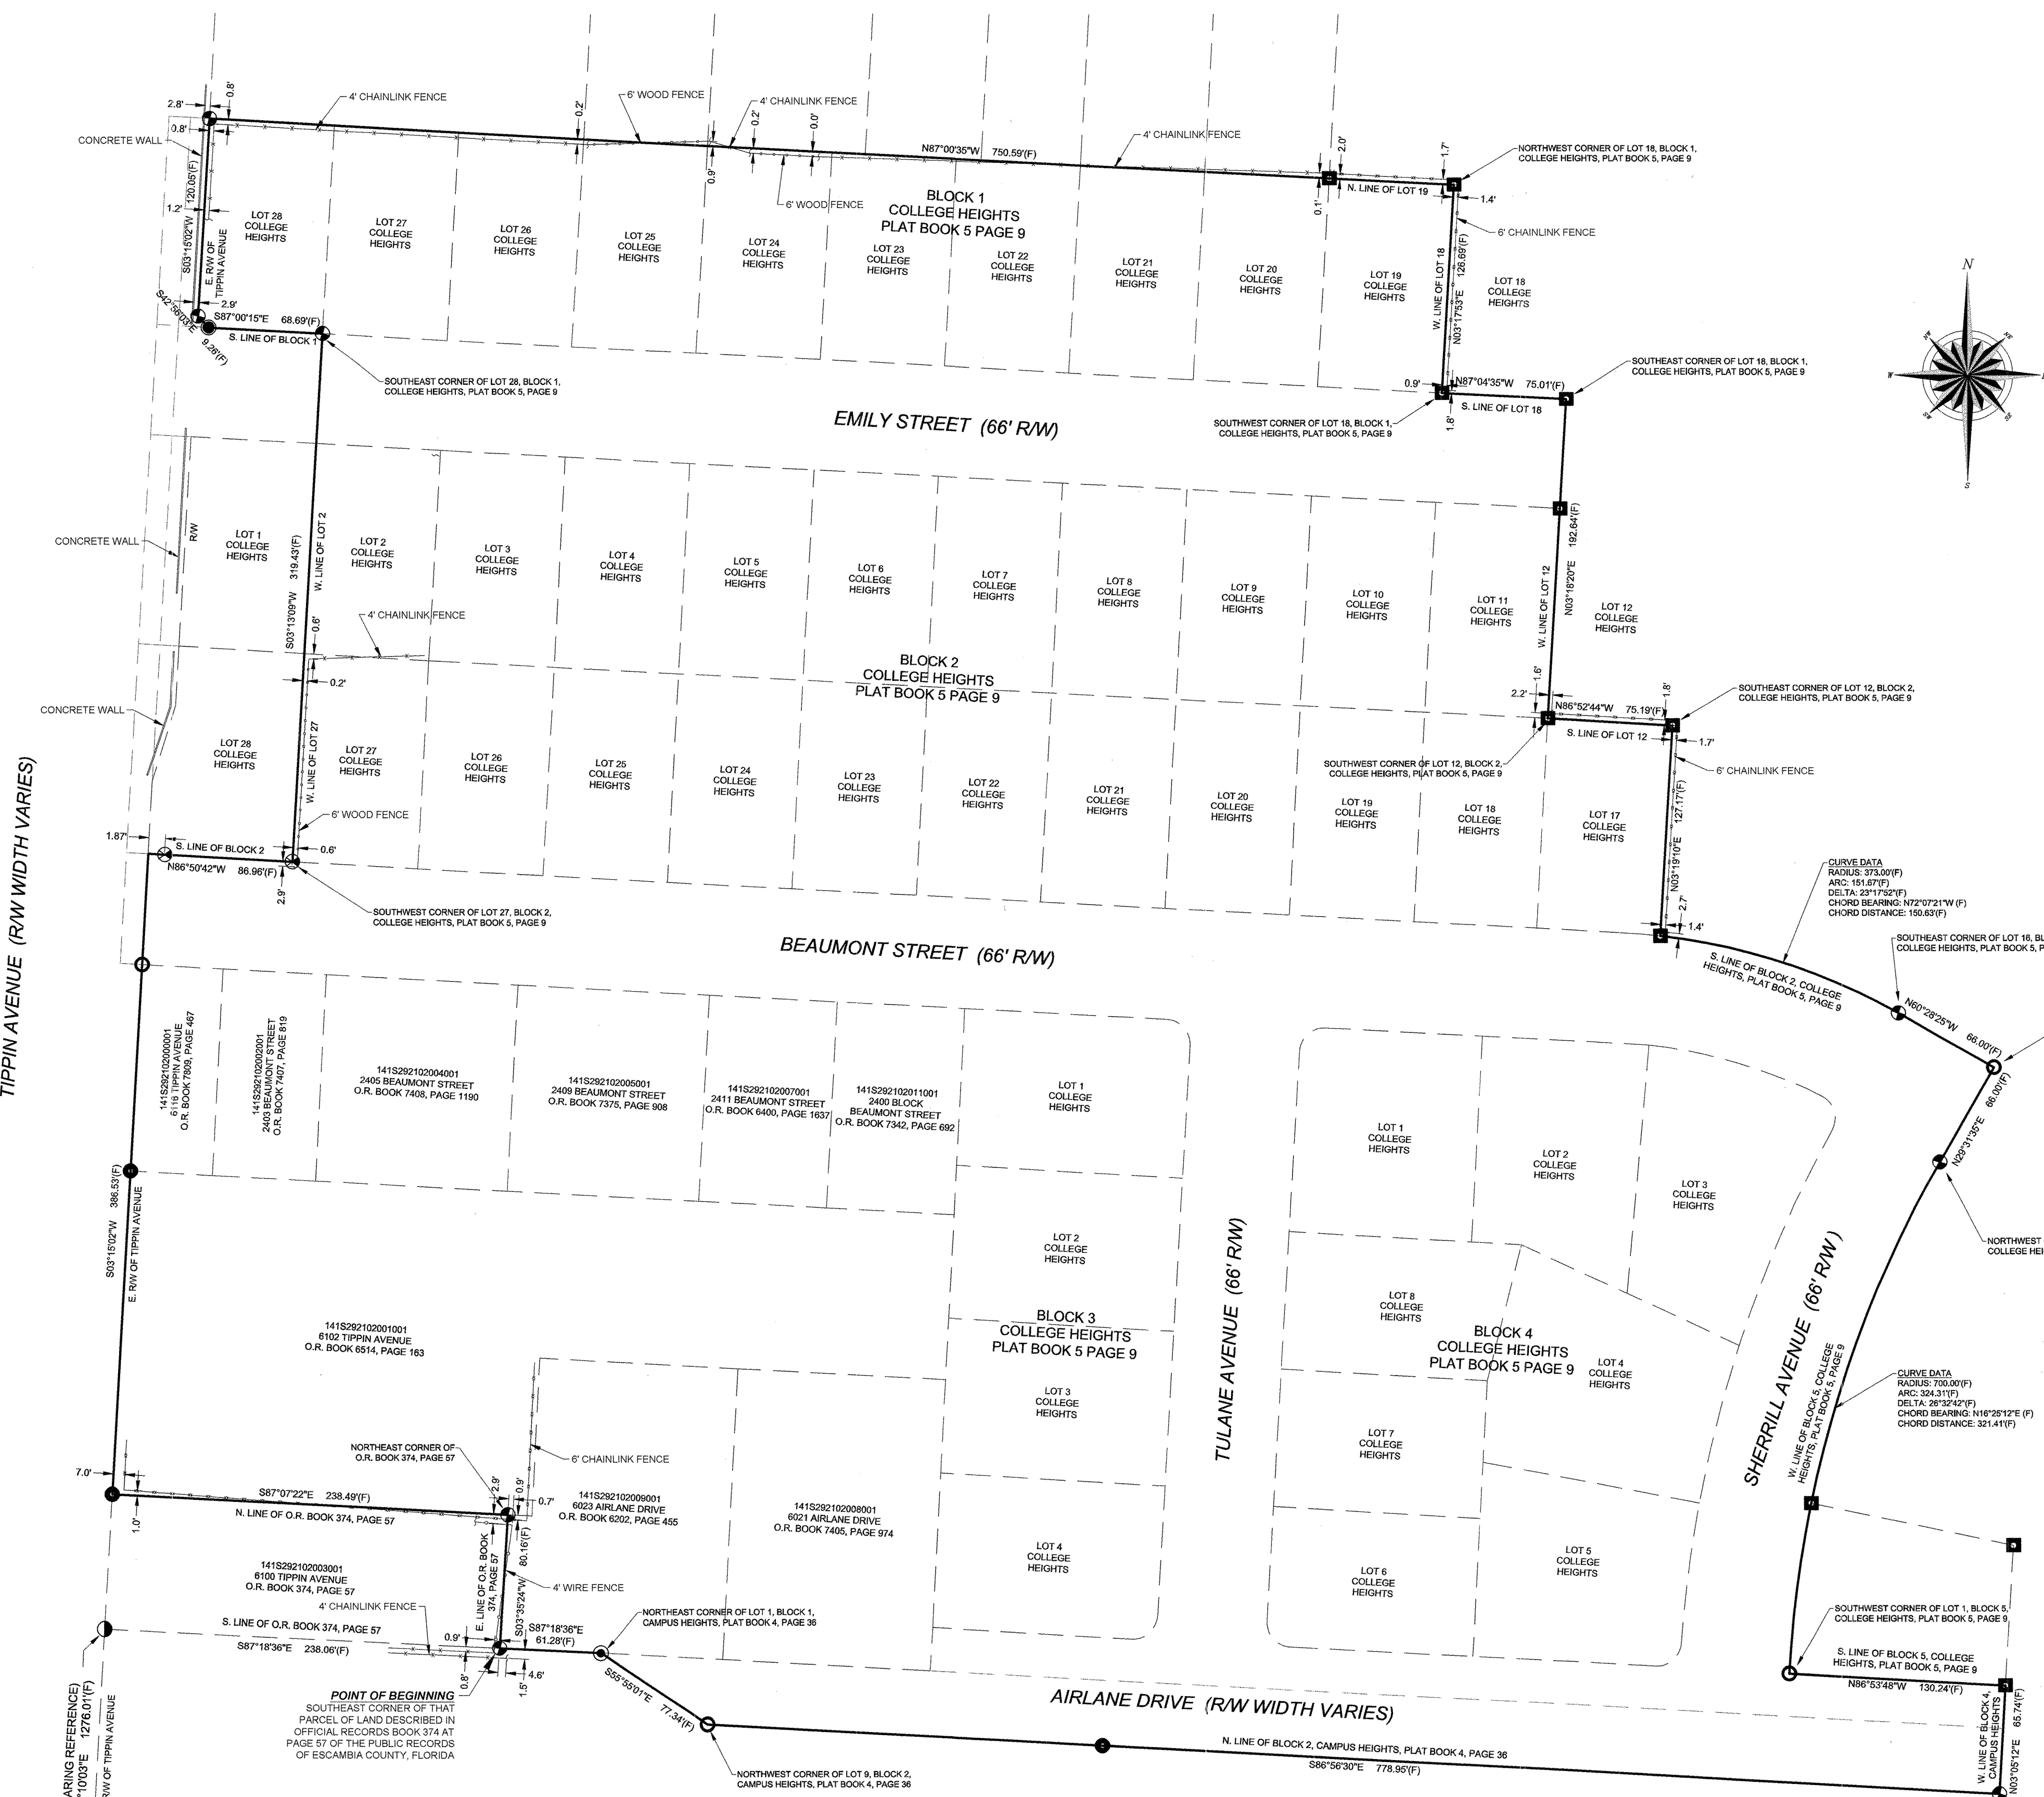 2.8'
0.8'
4' CHAINLINK FENCE
0.2'
6' WOOD FENCE
0.2'
4' CHAINLINK FENCE
0.0'
4' CHAINLINK FENCE
2.0'
1.7'
NORTHWEST CORNER OF LOT 18, BLOCK 1,
COLLEGE HEIGHTS, PLAT BOOK 5, PAGE 9
0.8'
CONCRETE WALL
0.9'
N87°00'35"W 750.59'(F)
6' WOOD FENCE
0.1'
N. LINE OF LOT 19
1.4'
6' CHAINLINK FENCE
S03°15'02"W 120.05'(F)
1.2'
E. R/W OF
TIPPIN AVENUE
2.9'
S42°56'03"E
9.26'(F)
S87°00'15"E 68.69'(F)
S. LINE OF BLOCK 1
BLOCK 1
COLLEGE HEIGHTS
PLAT BOOK 5 PAGE 9
LOT 28
COLLEGE
HEIGHTS
LOT 27
COLLEGE
HEIGHTS
LOT 26
COLLEGE
HEIGHTS
LOT 25
COLLEGE
HEIGHTS
LOT 24
COLLEGE
HEIGHTS
LOT 23
COLLEGE
HEIGHTS
LOT 22
COLLEGE
HEIGHTS
LOT 21
COLLEGE
HEIGHTS
LOT 20
COLLEGE
HEIGHTS
LOT 19
COLLEGE
HEIGHTS
W. LINE OF LOT 18
N03°17'53"E 126.69'(F)
LOT 18
COLLEGE
HEIGHTS
N
NE
SE
S
SW
W
NW
SOUTHEAST CORNER OF LOT 28, BLOCK 1,
COLLEGE HEIGHTS, PLAT BOOK 5, PAGE 9
0.9'
N87°04'35"W 75.01'(F)
S. LINE OF LOT 18
1.8'
SOUTHEAST CORNER OF LOT 18, BLOCK 1,
COLLEGE HEIGHTS, PLAT BOOK 5, PAGE 9
SOUTHWEST CORNER OF LOT 18, BLOCK 1,
COLLEGE HEIGHTS, PLAT BOOK 5, PAGE 9
EMILY STREET (66' R/W)
CONCRETE WALL
R/W
LOT 1
COLLEGE
HEIGHTS
S03°13'09"W 319.43'(F)
W. LINE OF LOT 2
LOT 2
COLLEGE
HEIGHTS
LOT 3
COLLEGE
HEIGHTS
LOT 4
COLLEGE
HEIGHTS
LOT 5
COLLEGE
HEIGHTS
LOT 6
COLLEGE
HEIGHTS
LOT 7
COLLEGE
HEIGHTS
LOT 8
COLLEGE
HEIGHTS
LOT 9
COLLEGE
HEIGHTS
LOT 10
COLLEGE
HEIGHTS
LOT 11
COLLEGE
HEIGHTS
W. LINE OF LOT 12
N03°18'20"E 192.64'(F)
LOT 12
COLLEGE
HEIGHTS
0.6'
4' CHAINLINK FENCE
0.2'
BLOCK 2
COLLEGE HEIGHTS
PLAT BOOK 5 PAGE 9
1.6'
2.2'
N86°52'44"W 75.19'(F)
S. LINE OF LOT 12
1.8'
1.7'
SOUTHEAST CORNER OF LOT 12, BLOCK 2,
COLLEGE HEIGHTS, PLAT BOOK 5, PAGE 9
SOUTHWEST CORNER OF LOT 12, BLOCK 2,
COLLEGE HEIGHTS, PLAT BOOK 5, PAGE 9
6' CHAINLINK FENCE
CONCRETE WALL
LOT 28
COLLEGE
HEIGHTS
W. LINE OF LOT 27
LOT 27
COLLEGE
HEIGHTS
LOT 26
COLLEGE
HEIGHTS
LOT 25
COLLEGE
HEIGHTS
LOT 24
COLLEGE
HEIGHTS
LOT 23
COLLEGE
HEIGHTS
LOT 22
COLLEGE
HEIGHTS
LOT 21
COLLEGE
HEIGHTS
LOT 20
COLLEGE
HEIGHTS
LOT 19
COLLEGE
HEIGHTS
LOT 18
COLLEGE
HEIGHTS
LOT 17
COLLEGE
HEIGHTS
N03°19'10"E 127.17'(F)
2.7'
1.4'
6' WOOD FENCE
1.87'
S. LINE OF BLOCK 2
N86°50'42"W 86.96'(F)
0.6'
2.9'
SOUTHWEST CORNER OF LOT 27, BLOCK 2,
COLLEGE HEIGHTS, PLAT BOOK 5, PAGE 9
TIPPIN AVENUE (R/W WIDTH VARIES)
BEAUMONT STREET (66' R/W)
CURVE DATA
RADIUS: 373.00'(F)
ARC: 151.67'(F)
DELTA: 23°17'52"(F)
CHORD BEARING: N72°07'21"W (F)
CHORD DISTANCE: 150.63'(F)
SOUTHEAST CORNER OF LOT 16, BL
COLLEGE HEIGHTS, PLAT BOOK 5, P
S. LINE OF BLOCK 2, COLLEGE
HEIGHTS, PLAT BOOK 5, PAGE 9
N60°28'25"W
66.00'(F)
N29°31'35"E 66.00'(F)
NORTHWEST
COLLEGE HEI
141S292102000001
6116 TIPPIN AVENUE
O.R. BOOK 7809, PAGE 467
141S292102002001
2403 BEAUMONT STREET
O.R. BOOK 7407, PAGE 819
141S292102004001
2405 BEAUMONT STREET
O.R. BOOK 7408, PAGE 1190
141S292102005001
2409 BEAUMONT STREET
O.R. BOOK 7375, PAGE 908
141S292102007001
2411 BEAUMONT STREET
O.R. BOOK 6400, PAGE 1637
141S292102011001
2400 BLOCK
BEAUMONT STREET
O.R. BOOK 7342, PAGE 692
LOT 1
COLLEGE
HEIGHTS
LOT 1
COLLEGE
HEIGHTS
LOT 2
COLLEGE
HEIGHTS
LOT 3
COLLEGE
HEIGHTS
S03°15'02"W 386.53'(F)
E. R/W OF TIPPIN AVENUE
LOT 2
COLLEGE
HEIGHTS
TULANE AVENUE (66' R/W)
LOT 8
COLLEGE
HEIGHTS
SHERRILL AVENUE (66' R/W )
141S292102001001
6102 TIPPIN AVENUE
O.R. BOOK 6514, PAGE 163
BLOCK 3
COLLEGE HEIGHTS
PLAT BOOK 5 PAGE 9
BLOCK 4
COLLEGE HEIGHTS
PLAT BOOK 5 PAGE 9
LOT 4
COLLEGE
HEIGHTS
W. LINE OF BLOCK 5, COLLEGE
HEIGHTS, PLAT BOOK 5, PAGE 9
CURVE DATA
RADIUS: 700.00'(F)
ARC: 324.31'(F)
DELTA: 26°32'42"(F)
CHORD BEARING: N16°25'12"E (F)
CHORD DISTANCE: 321.41'(F)
LOT 3
COLLEGE
HEIGHTS
LOT 7
COLLEGE
HEIGHTS
NORTHEAST CORNER OF
O.R. BOOK 374, PAGE 57
6' CHAINLINK FENCE
7.0'
1.0'
S87°07'22"E 238.49'(F)
N. LINE OF O.R. BOOK 374, PAGE 57
2.9'
0.9'
0.7'
141S292102009001
6023 AIRLANE DRIVE
O.R. BOOK 6202, PAGE 455
141S292102008001
6021 AIRLANE DRIVE
O.R. BOOK 7405, PAGE 974
LOT 4
COLLEGE
HEIGHTS
LOT 6
COLLEGE
HEIGHTS
LOT 5
COLLEGE
HEIGHTS
141S292102003001
6100 TIPPIN AVENUE
O.R. BOOK 374, PAGE 57
E. LINE OF O.R. BOOK
374, PAGE 57
S03°35'24"W 80.16'(F)
4' WIRE FENCE
4' CHAINLINK FENCE
S. LINE OF O.R. BOOK 374, PAGE 57
S87°18'36"E 238.06'(F)
0.9'
0.8'
S87°18'36"E
61.28'(F)
4.6'
1.5'
NORTHEAST CORNER OF LOT 1, BLOCK 1,
CAMPUS HEIGHTS, PLAT BOOK 4, PAGE 36
S55°55'01"E 77.34'(F)
SOUTHWEST CORNER OF LOT 1, BLOCK 5,
COLLEGE HEIGHTS, PLAT BOOK 5, PAGE 9
S. LINE OF BLOCK 5, COLLEGE
HEIGHTS, PLAT BOOK 5, PAGE 9
N86°53'48"W 130.24'(F)
POINT OF BEGINNING
SOUTHEAST CORNER OF THAT
PARCEL OF LAND DESCRIBED IN
OFFICIAL RECORDS BOOK 374 AT
PAGE 57 OF THE PUBLIC RECORDS
OF ESCAMBIA COUNTY, FLORIDA
AIRLANE DRIVE (R/W WIDTH VARIES)
N. LINE OF BLOCK 2, CAMPUS HEIGHTS, PLAT BOOK 4, PAGE 36
S86°56'30"E 778.95'(F)
NORTHWEST CORNER OF LOT 9, BLOCK 2,
CAMPUS HEIGHTS, PLAT BOOK 4, PAGE 36
W. LINE OF BLOCK 4,
CAMPUS HEIGHTS
N03°05'12"E 65.74'(F)
ARING REFERENCE)
°10'03"E 1276.01'(F)
R/W OF TIPPIN AVENUE